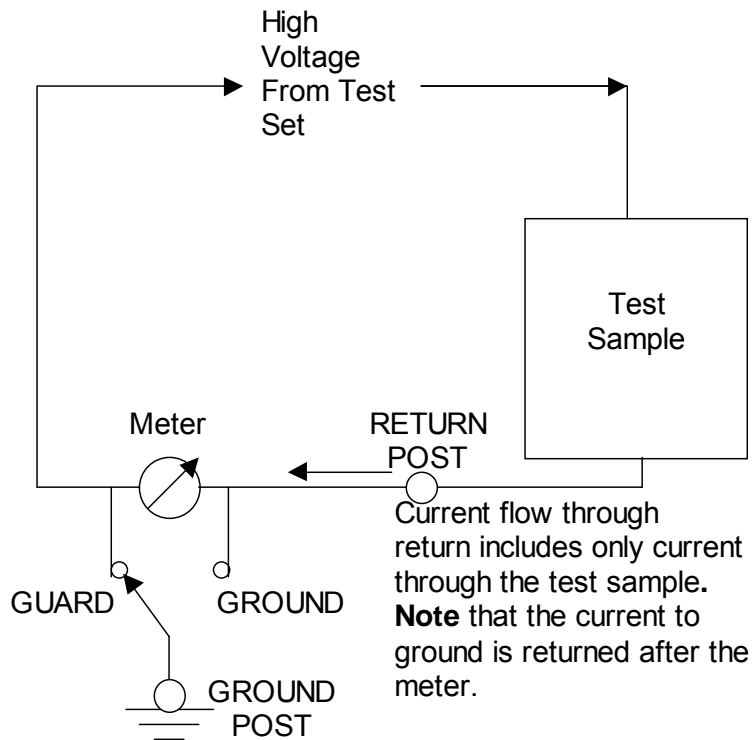 High
Voltage
From Test
Set
Test
Sample
Meter
RETURN
POST
Current flow through
return includes only current
through the test sample.
Note that the current to
ground is returned after the
meter.
GUARD
GROUND
GROUND
POST